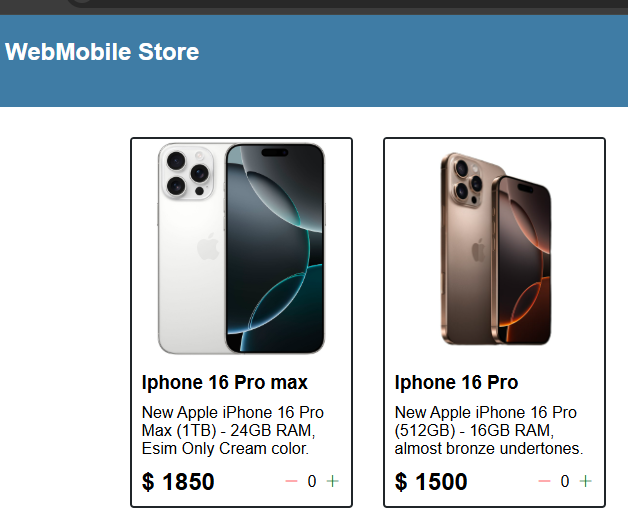 WebMobile Store
Iphone 16 Pro max
New Apple iPhone 16 Pro
Max (1TB) - 24GB RAM,
Esim Only Cream color.
$ 1850
− 0 +
Iphone 16 Pro
New Apple iPhone 16 Pro
(512GB) - 16GB RAM,
almost bronze undertones.
$ 1500
− 0 +